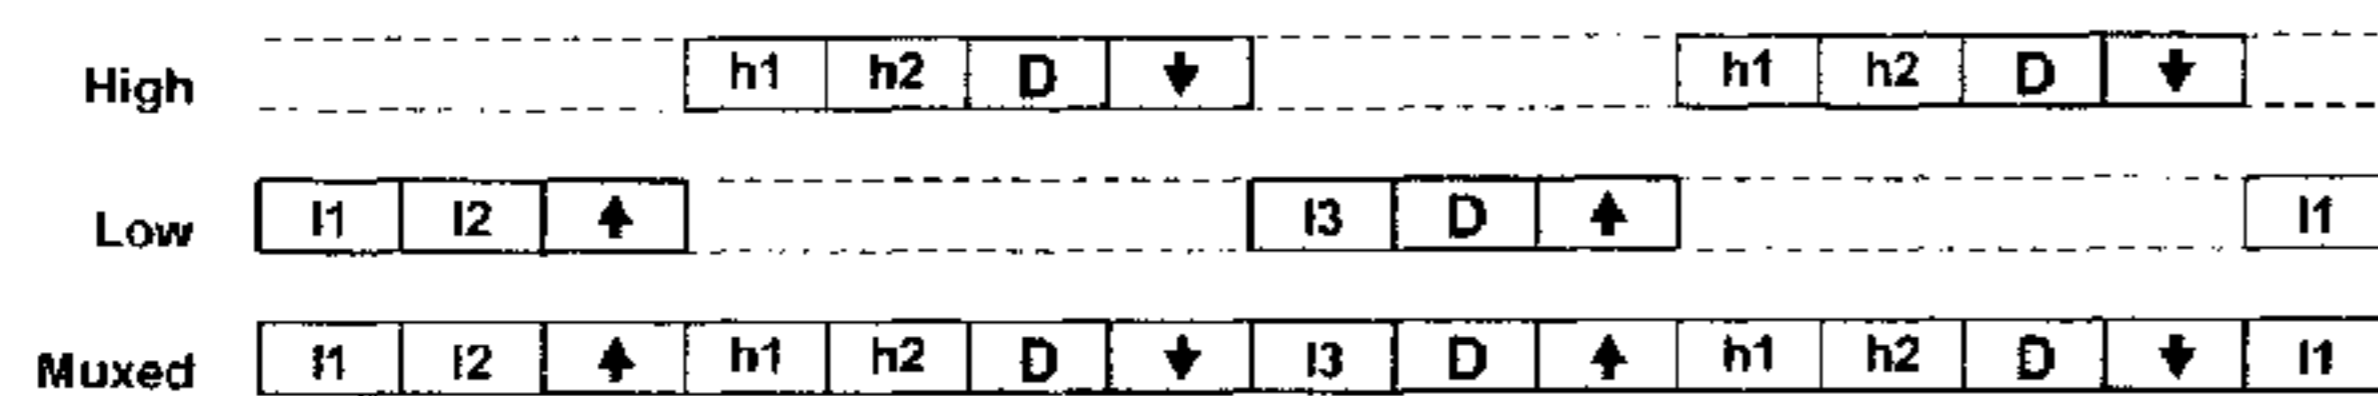 High h1 h2 D ↓ h1 h2 D ↓
Low l1 l2 ↑ l3 D ↑ l1
Muxed l1 l2 ↑ h1 h2 D ↓ l3 D ↑ h1 h2 D ↓ l1